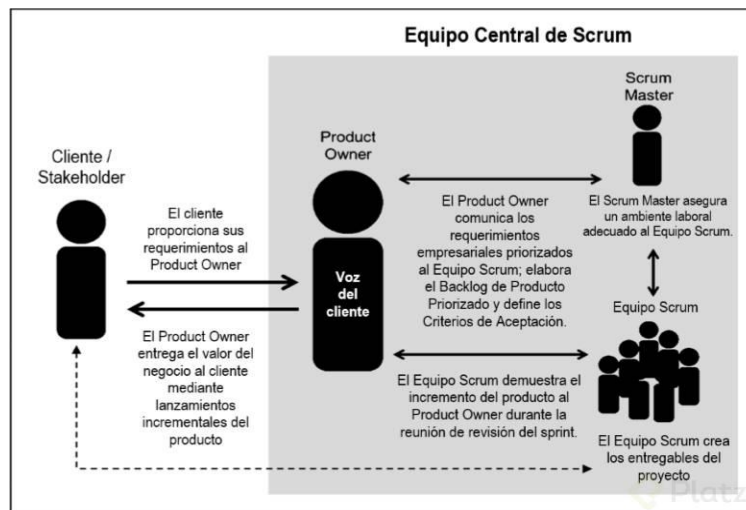 Equipo Central de Scrum
Scrum
Master
Product
Owner
Cliente /
Stakeholder
El cliente
proporciona sus
requerimientos al
Product Owner
Voz
del
cliente
El Product Owner
comunica los
requerimientos
empresariales priorizados
al Equipo Scrum; elabora
el Backlog de Producto
Priorizado y define los
Criterios de Aceptación.
El Scrum Master asegura
un ambiente laboral
adecuado al Equipo Scrum.
Equipo Scrum
El Product Owner
entrega el valor del
negocio al cliente
mediante
lanzamientos
incrementales del
producto
El Equipo Scrum demuestra el
incremento del producto al
Product Owner durante la
reunión de revisión del sprint.
El Equipo Scrum crea
los entregables del
proyecto
Platz